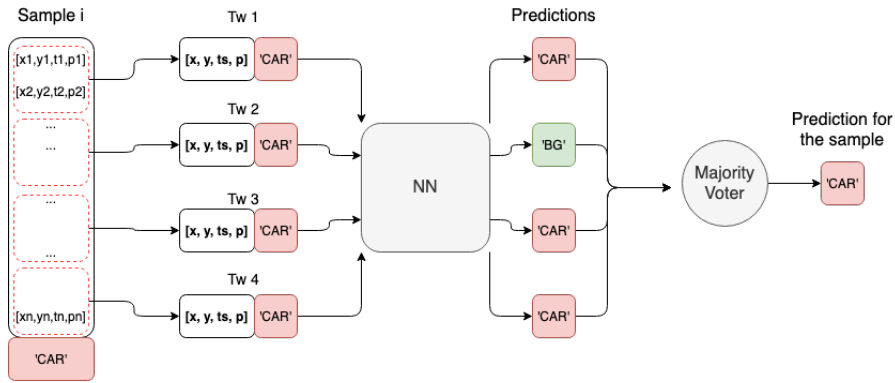 Sample i
[x1,y1,t1,p1]
[x2,y2,t2,p2]
...
...
...
...
[xn,yn,tn,pn]
'CAR'
Tw 1
[x, y, ts, p] 'CAR'
Tw 2
[x, y, ts, p] 'CAR'
Tw 3
[x, y, ts, p] 'CAR'
Tw 4
[x, y, ts, p] 'CAR'
NN
Predictions
'CAR'
'BG'
'CAR'
'CAR'
Majority
Voter
Prediction for
the sample
'CAR'